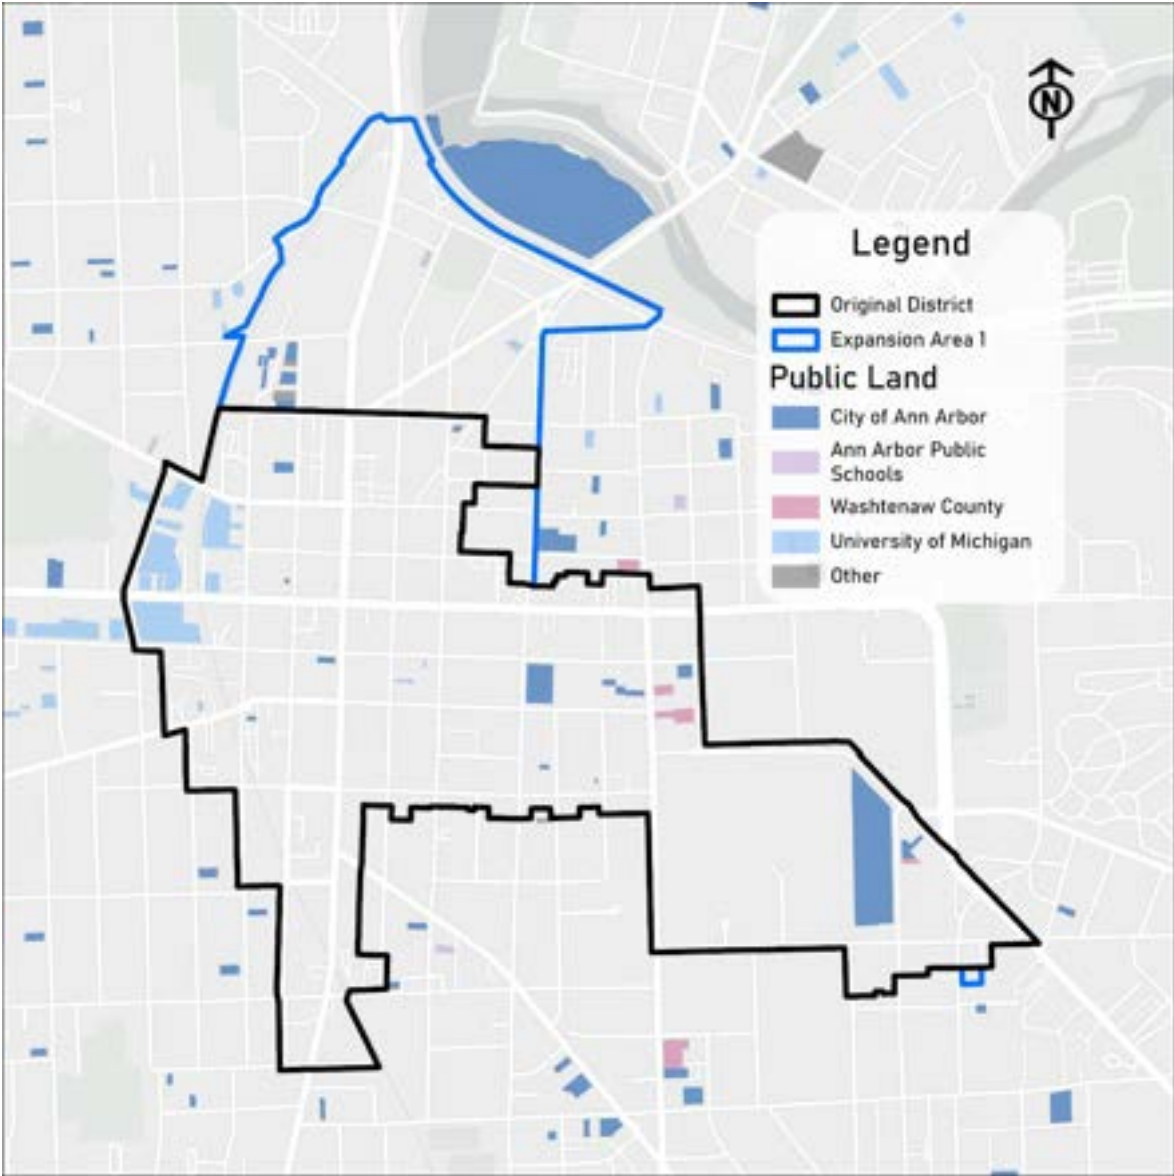 N
Legend
Original District
Expansion Area 1
Public Land
City of Ann Arbor
Ann Arbor Public
Schools
Washtenaw County
University of Michigan
Other